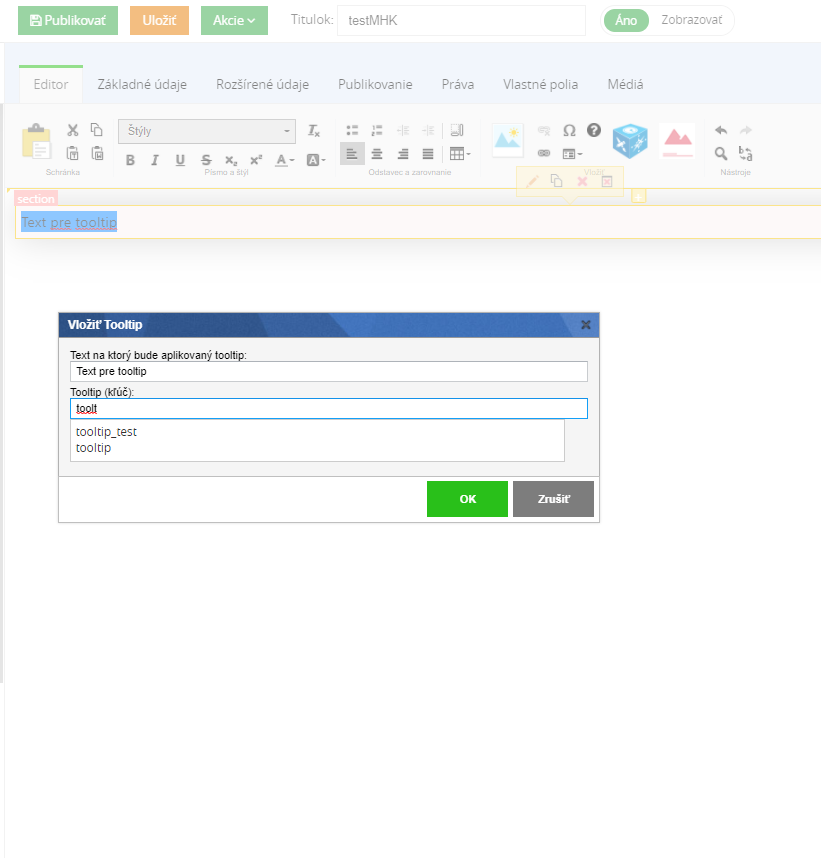 Publikovať Uložiť Akcie Titulok: testMHK Áno Zobrazovať
Editor Základné údaje Rozšírené údaje Publikovanie Práva Vlastné polia Médiá
Štýly
B I U S x₂ x² A A
Schránka Písmo a štýl Odstavec a zarovnanie Vložiť Nástroje
section
Text pre tooltip
Vložiť Tooltip
Text na ktorý bude aplikovaný tooltip:
Text pre tooltip
Tooltip (kľúč):
toolt
tooltip_test
tooltip
OK Zrušiť